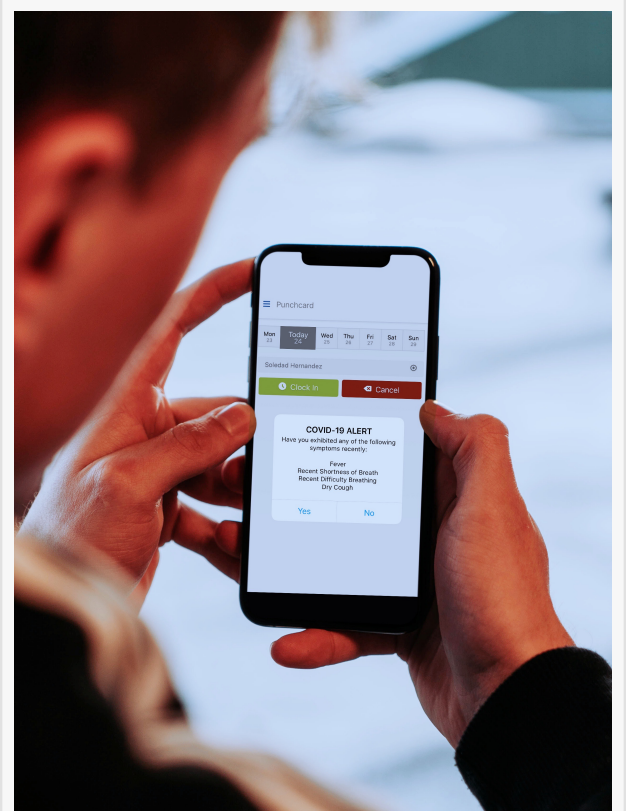 Punchcard
Mon Today Wed Thu Fri Sat Sun
23 24 25 26 27 28 29
Soledad Hernandez
Clock In Cancel
COVID-19 ALERT
Have you exhibited any of the following
symptoms recently:
Fever
Recent Shortness of Breath
Recent Difficulty Breathing
Dry Cough
Yes No